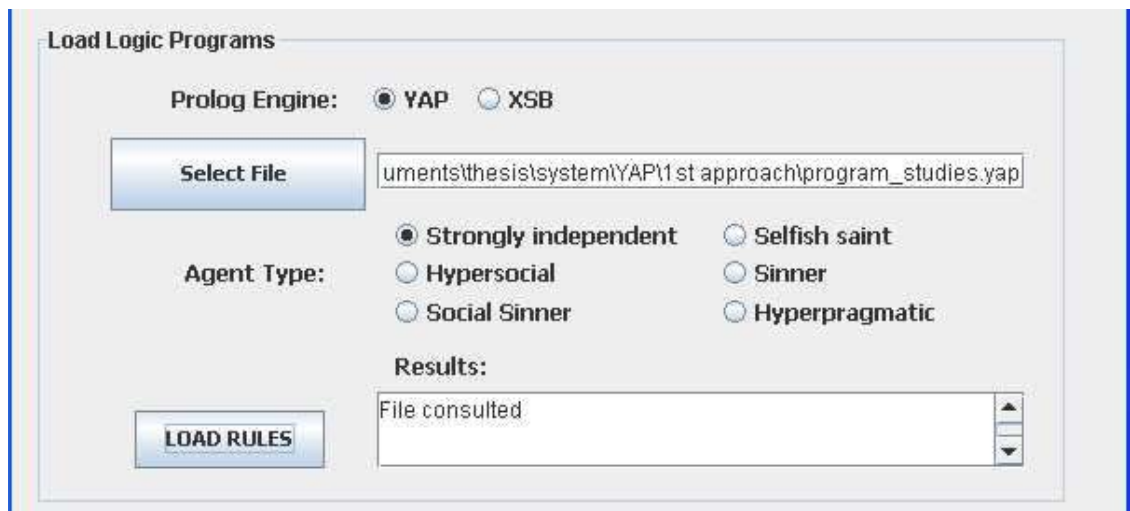 Load Logic Programs
Prolog Engine: YAP XSB
Select File uments\thesis\system\YAP\1st approach\program_studies.yap
Strongly independent Selfish saint
Agent Type: Hypersocial Sinner
Social Sinner Hyperpragmatic
Results:
File consulted
LOAD RULES